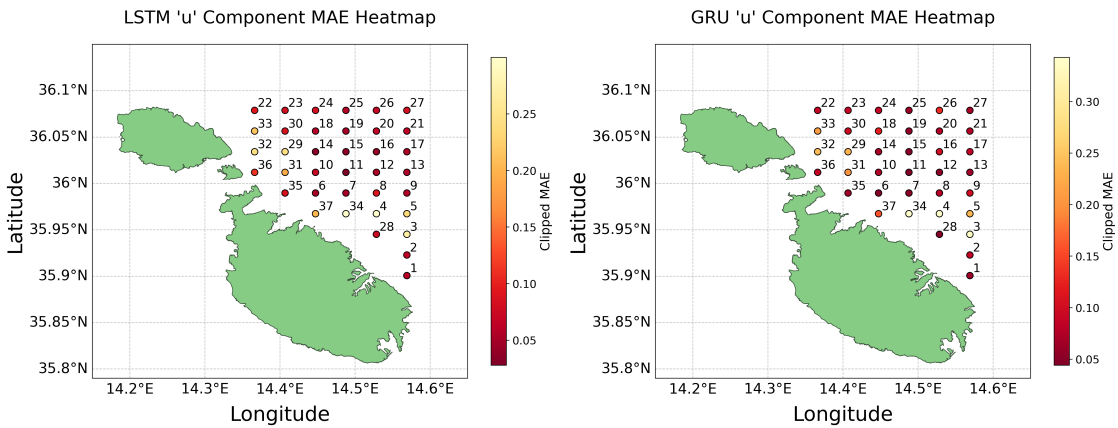 LSTM 'u' Component MAE Heatmap
36.1°N
36.05°N
36°N
35.95°N
35.9°N
35.85°N
35.8°N
Latitude
22 23 24 25 26 27
33 30 18 19 20 21
32 29 14 15 16 17
36 31 10 11 12 13
35 6 7 8 9
37 34 4 5
28 3
2
1
14.2°E 14.3°E 14.4°E 14.5°E 14.6°E
Longitude
0.25
0.20
0.15
0.10
0.05
Clipped MAE
GRU 'u' Component MAE Heatmap
36.1°N
36.05°N
36°N
35.95°N
35.9°N
35.85°N
35.8°N
Latitude
22 23 24 25 26 27
33 30 18 19 20 21
32 29 14 15 16 17
36 31 10 11 12 13
35 6 7 8 9
37 34 4 5
28 3
2
1
14.2°E 14.3°E 14.4°E 14.5°E 14.6°E
Longitude
0.30
0.25
0.20
0.15
0.10
0.05
Clipped MAE